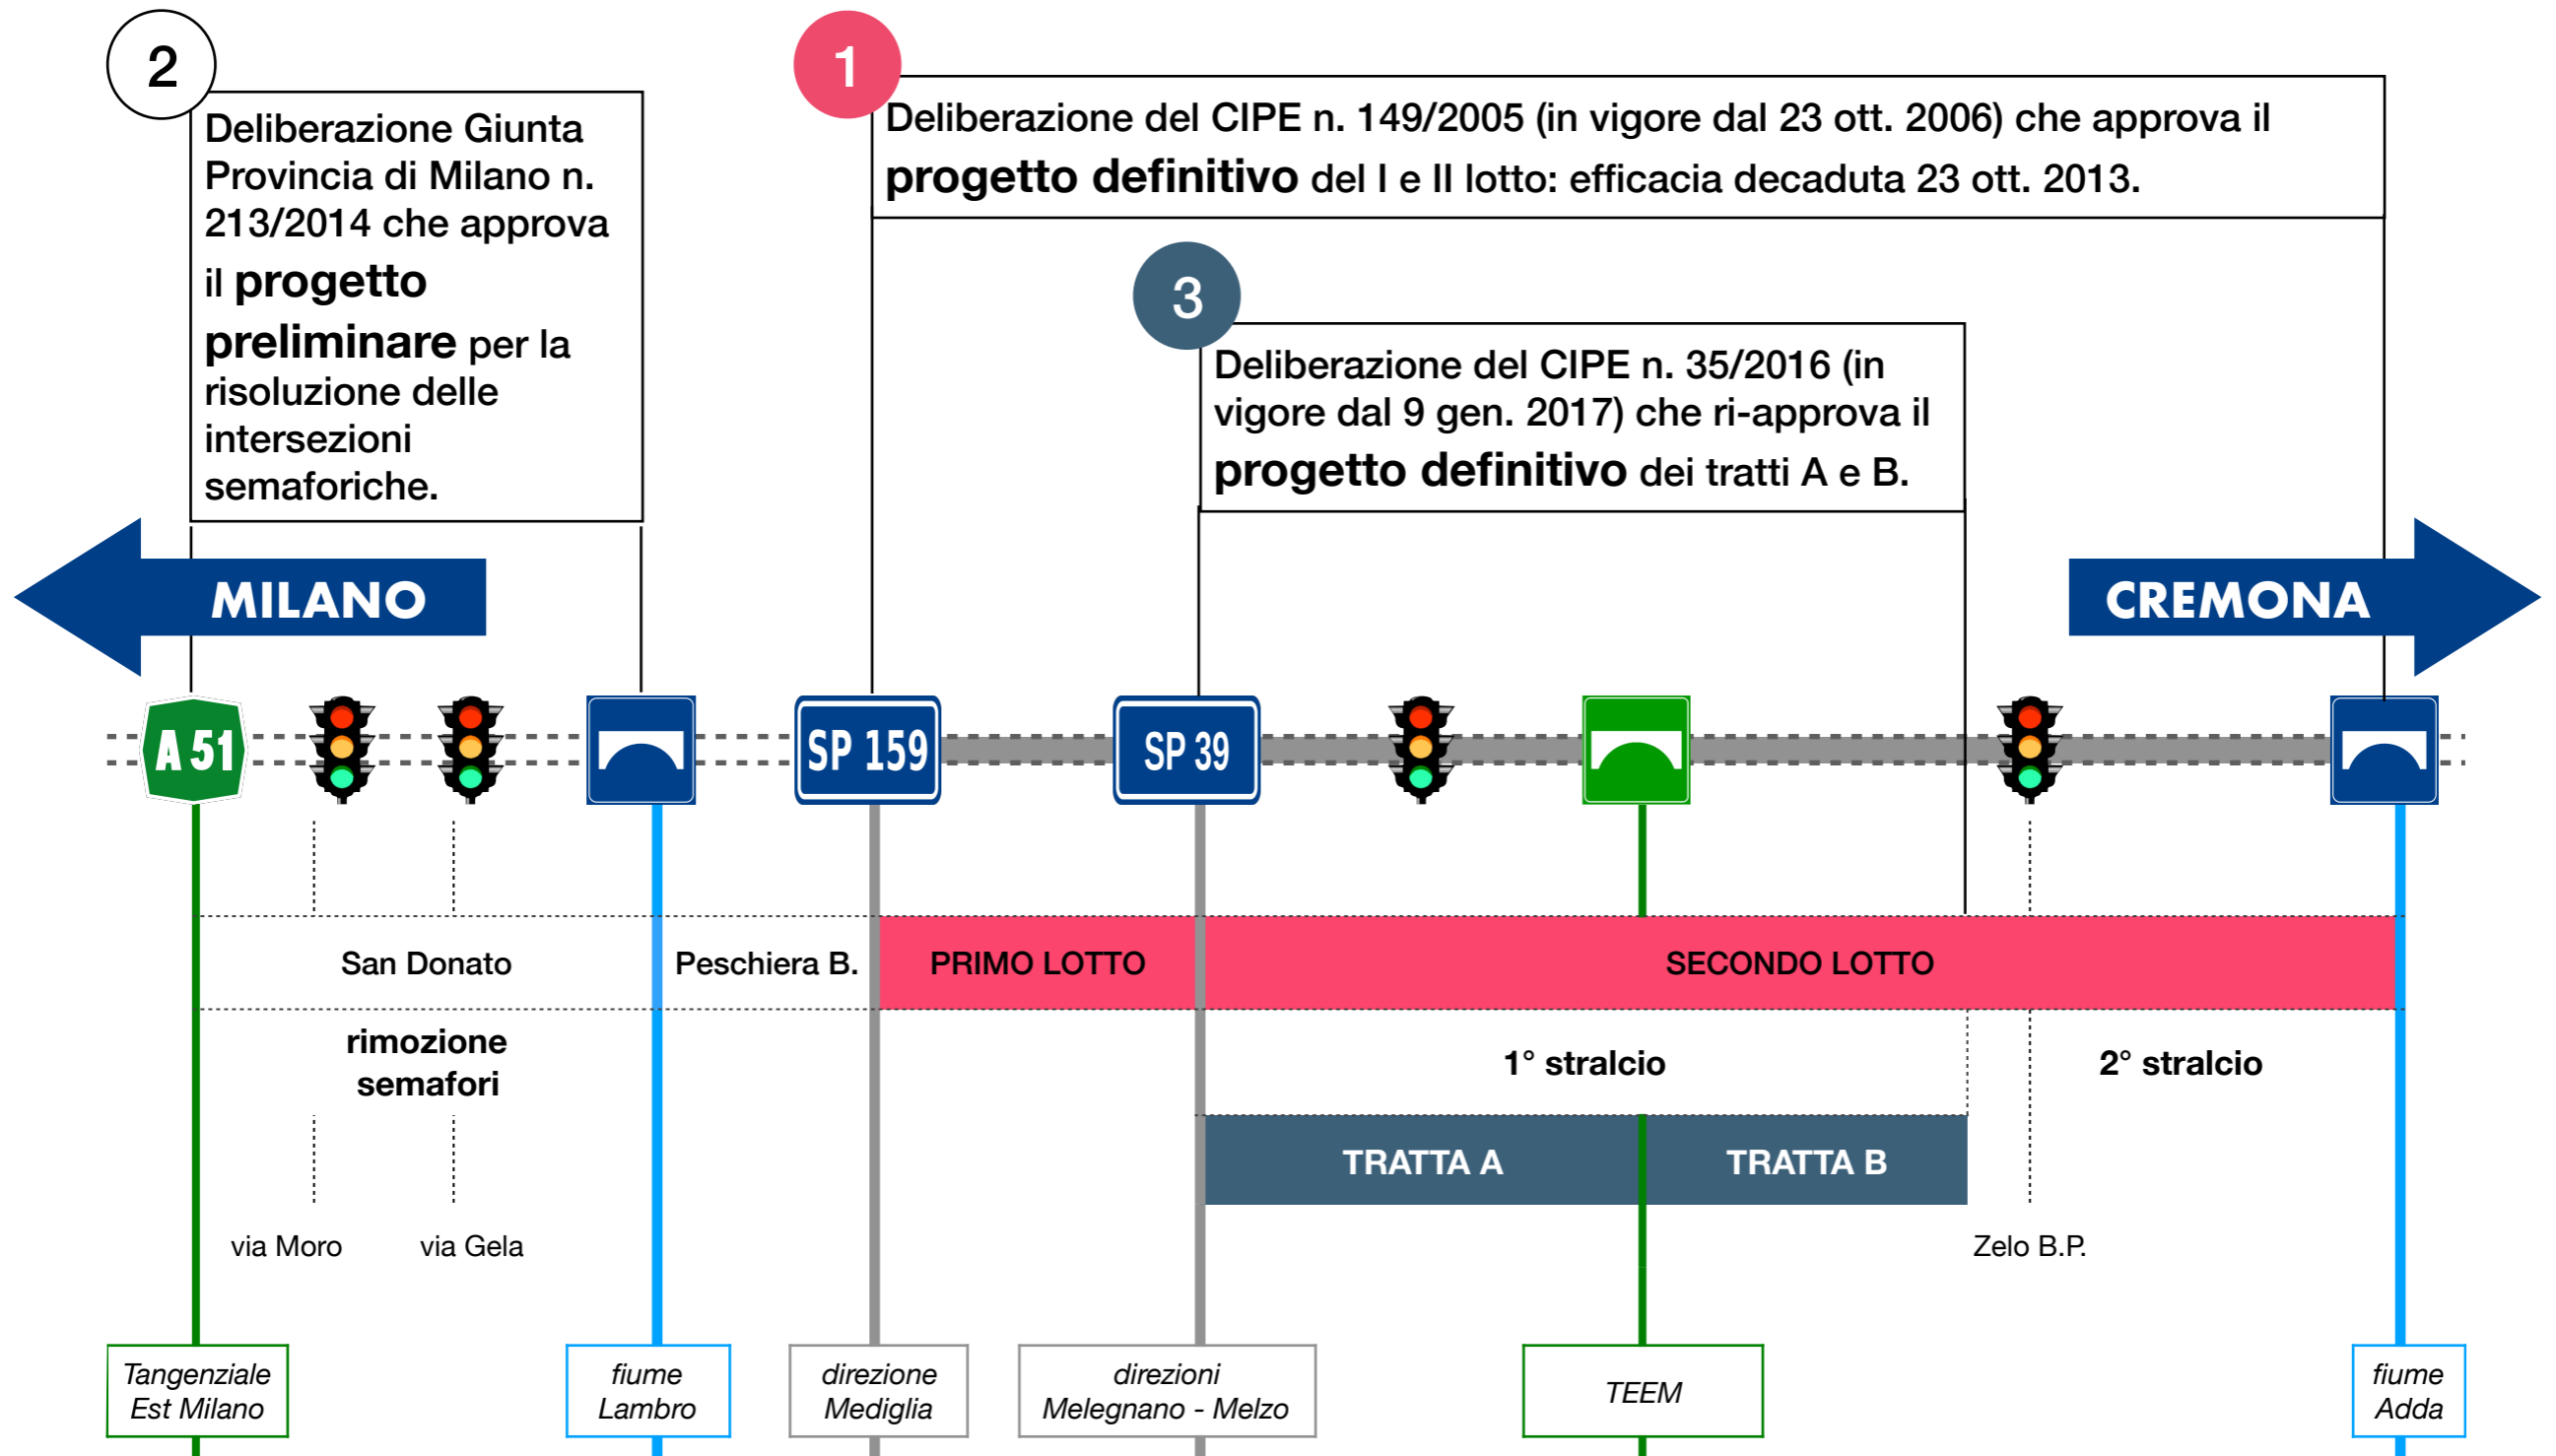 2
Deliberazione Giunta
Provincia di Milano n.
213/2014 che approva
il progetto
preliminare per la
risoluzione delle
intersezioni
semaforiche.
1
Deliberazione del CIPE n. 149/2005 (in vigore dal 23 ott. 2006) che approva il
progetto definitivo del I e II lotto: efficacia decaduta 23 ott. 2013.
3
Deliberazione del CIPE n. 35/2016 (in
vigore dal 9 gen. 2017) che ri-approva il
progetto definitivo dei tratti A e B.
MILANO
CREMONA
A 51
SP 159
SP 39
San Donato
Peschiera B.
PRIMO LOTTO
SECONDO LOTTO
rimozione
semafori
1° stralcio
2° stralcio
TRATTA A
TRATTA B
via Moro
via Gela
Zelo B.P.
Tangenziale
Est Milano
fiume
Lambro
direzione
Mediglia
direzioni
Melegnano - Melzo
TEEM
fiume
Adda